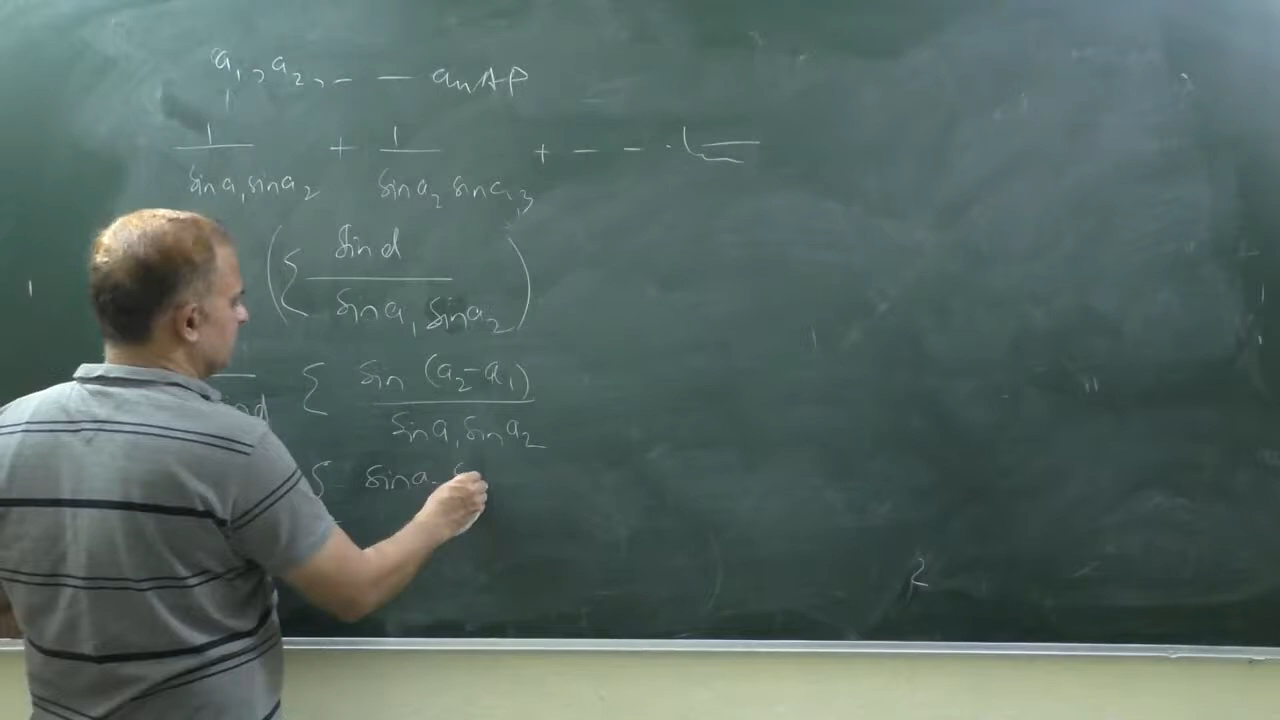 a₁, a₂, - — an AP
1/(sin a₁ sin a₂) + 1/(sin a₂ sin a₃) + - - -
(Σ sin d/(sin a₁ sin a₂))
Σ sin (a₂-a₁)/(sin a₁ sin a₂)
sin a